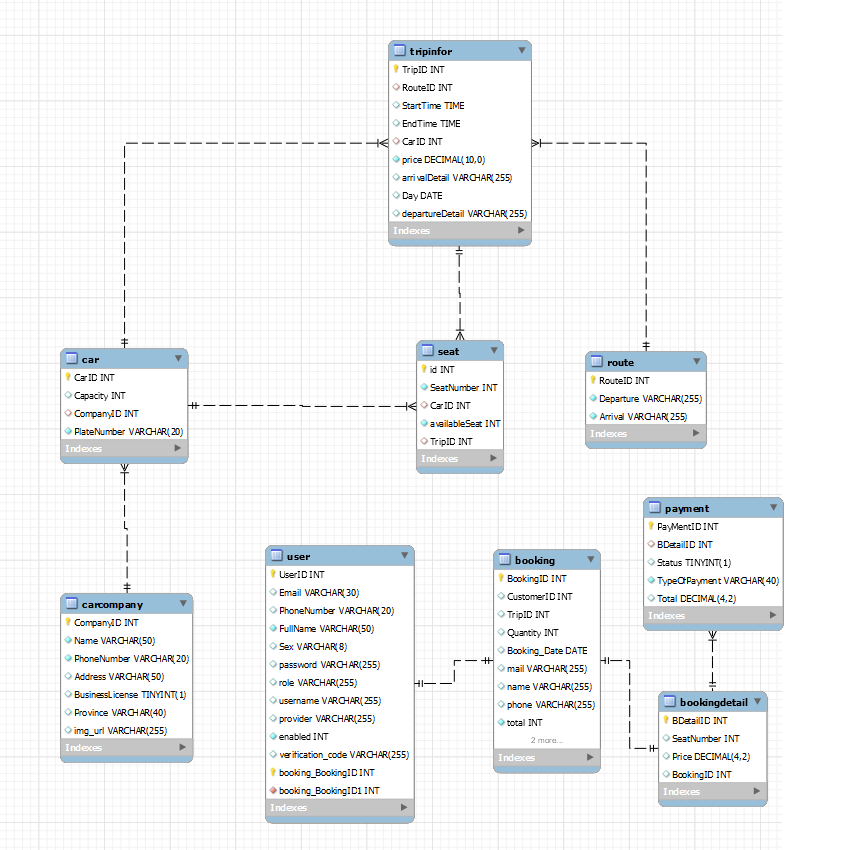 tripinfor
TripID INT
RouteID INT
StartTime TIME
EndTime TIME
CarID INT
price DECIMAL(10,0)
arrivalDetail VARCHAR(255)
Day DATE
departureDetail VARCHAR(255)
Indexes
car
CarID INT
Capacity INT
CompanyID INT
PlateNumber VARCHAR(20)
Indexes
seat
id INT
SeatNumber INT
CarID INT
availableSeat INT
TripID INT
Indexes
route
RouteID INT
Departure VARCHAR(255)
Arrival VARCHAR(255)
Indexes
carcompany
CompanyID INT
Name VARCHAR(50)
PhoneNumber VARCHAR(20)
Address VARCHAR(50)
BusinessLicense TINYINT(1)
Province VARCHAR(40)
img_url VARCHAR(255)
Indexes
user
UserID INT
Email VARCHAR(30)
PhoneNumber VARCHAR(20)
FullName VARCHAR(50)
Sex VARCHAR(8)
password VARCHAR(255)
role VARCHAR(255)
username VARCHAR(255)
provider VARCHAR(255)
enabled INT
verification_code VARCHAR(255)
booking_BookingID INT
booking_BookingID1 INT
Indexes
booking
BookingID INT
CustomerID INT
TripID INT
Quantity INT
Booking_Date DATE
mail VARCHAR(255)
name VARCHAR(255)
phone VARCHAR(255)
total INT
2 more...
Indexes
payment
PayMentID INT
BDetailID INT
Status TINYINT(1)
TypeOfPayment VARCHAR(40)
Total DECIMAL(4,2)
Indexes
bookingdetail
BDetailID INT
SeatNumber INT
Price DECIMAL(4,2)
BookingID INT
Indexes